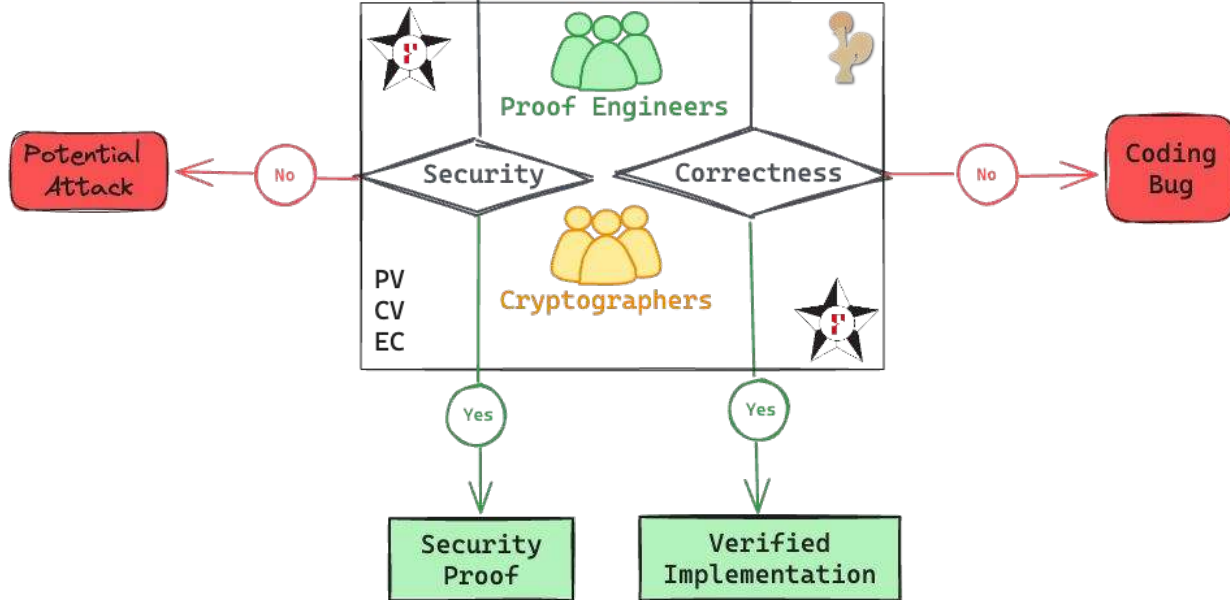 F
Proof Engineers
Potential
Attack
No
Security
Correctness
No
Coding
Bug
PV
CV
EC
Cryptographers
F
Yes
Yes
Security
Proof
Verified
Implementation